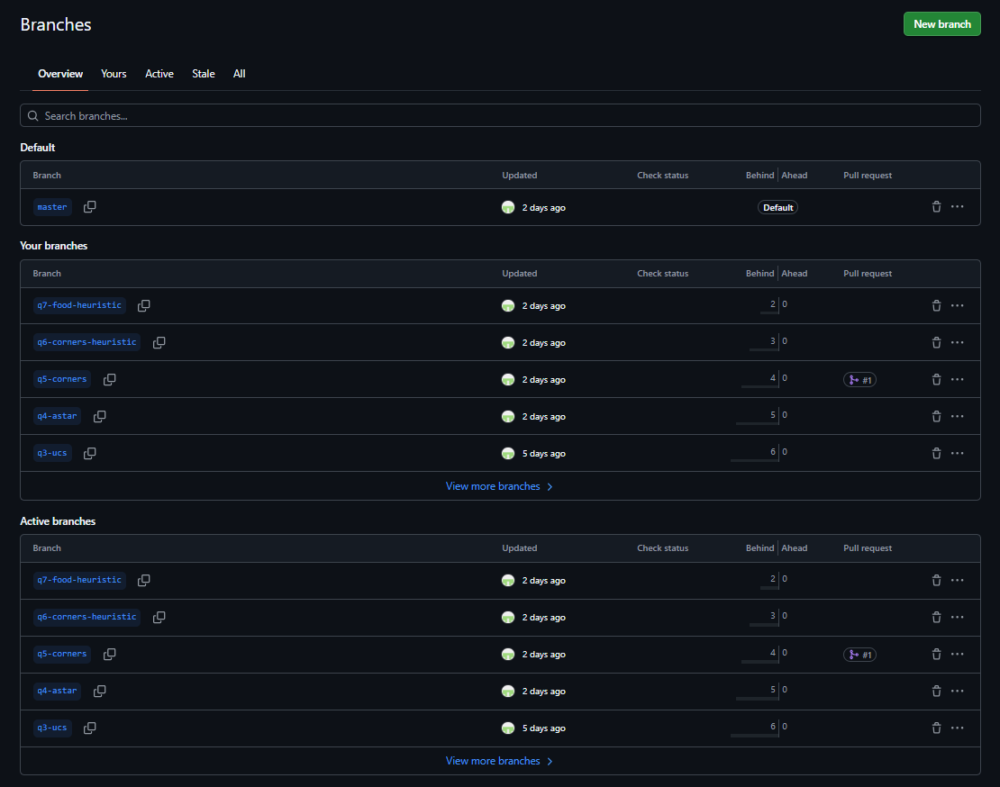 Branches New branch
Overview Yours Active Stale All
Search branches...
Default
Branch Updated Check status Behind Ahead Pull request
master 2 days ago Default
Your branches
Branch Updated Check status Behind Ahead Pull request
q7-food-heuristic 2 days ago 2 0
q6-corners-heuristic 2 days ago 3 0
q5-corners 2 days ago 4 0 #1
q4-astar 2 days ago 5 0
q3-ucs 5 days ago 6 0
View more branches
Active branches
Branch Updated Check status Behind Ahead Pull request
q7-food-heuristic 2 days ago 2 0
q6-corners-heuristic 2 days ago 3 0
q5-corners 2 days ago 4 0 #1
q4-astar 2 days ago 5 0
q3-ucs 5 days ago 6 0
View more branches